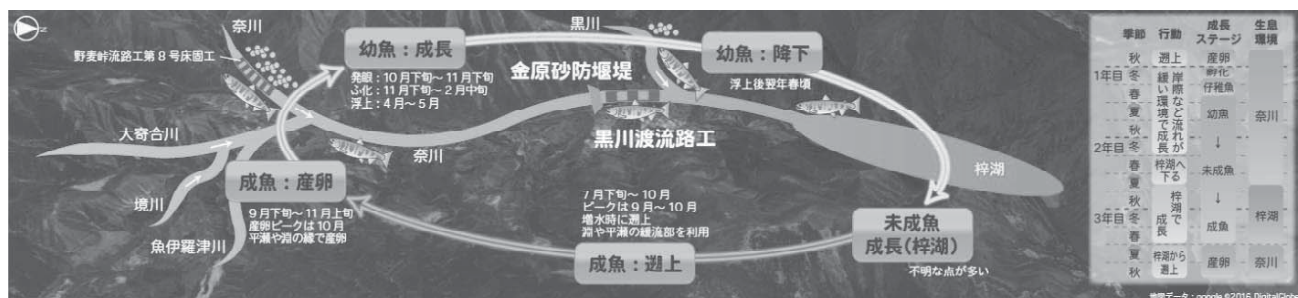 N
奈川
野麦峠流路工第8号床固工
幼魚：成長
発眼：10月下旬～11月下旬
ふ化：11月下旬～2月中旬
浮上：4月～5月
黒川
金原砂防堰堤
黒川渡流路工
幼魚：降下
浮上後翌年春頃
大寄合川
奈川
梓湖
境川
魚伊羅津川
成魚：産卵
9月下旬～11月上旬
産卵ピークは10月
平瀬や淵の縁で産卵
7月下旬～10月
ピークは9月～10月
増水時に遡上
淵や平瀬の緩流部を利用
成魚：遡上
未成魚
成長(梓湖)
不明な点が多い
季節 行動 成長ステージ 生息環境
1年目
2年目
3年目
秋
冬
春
夏
秋
冬
春
夏
秋
冬
春
夏
秋
遡上
岸際など流れが
緩い環境で成長
梓湖へ
下る
梓湖で
成長
梓湖から
遡上
産卵
孵化
仔稚魚
幼魚
↓
未成魚
↓
成魚
産卵
奈川
梓湖
奈川
地図データ：google ©2016 DigitalGlobe